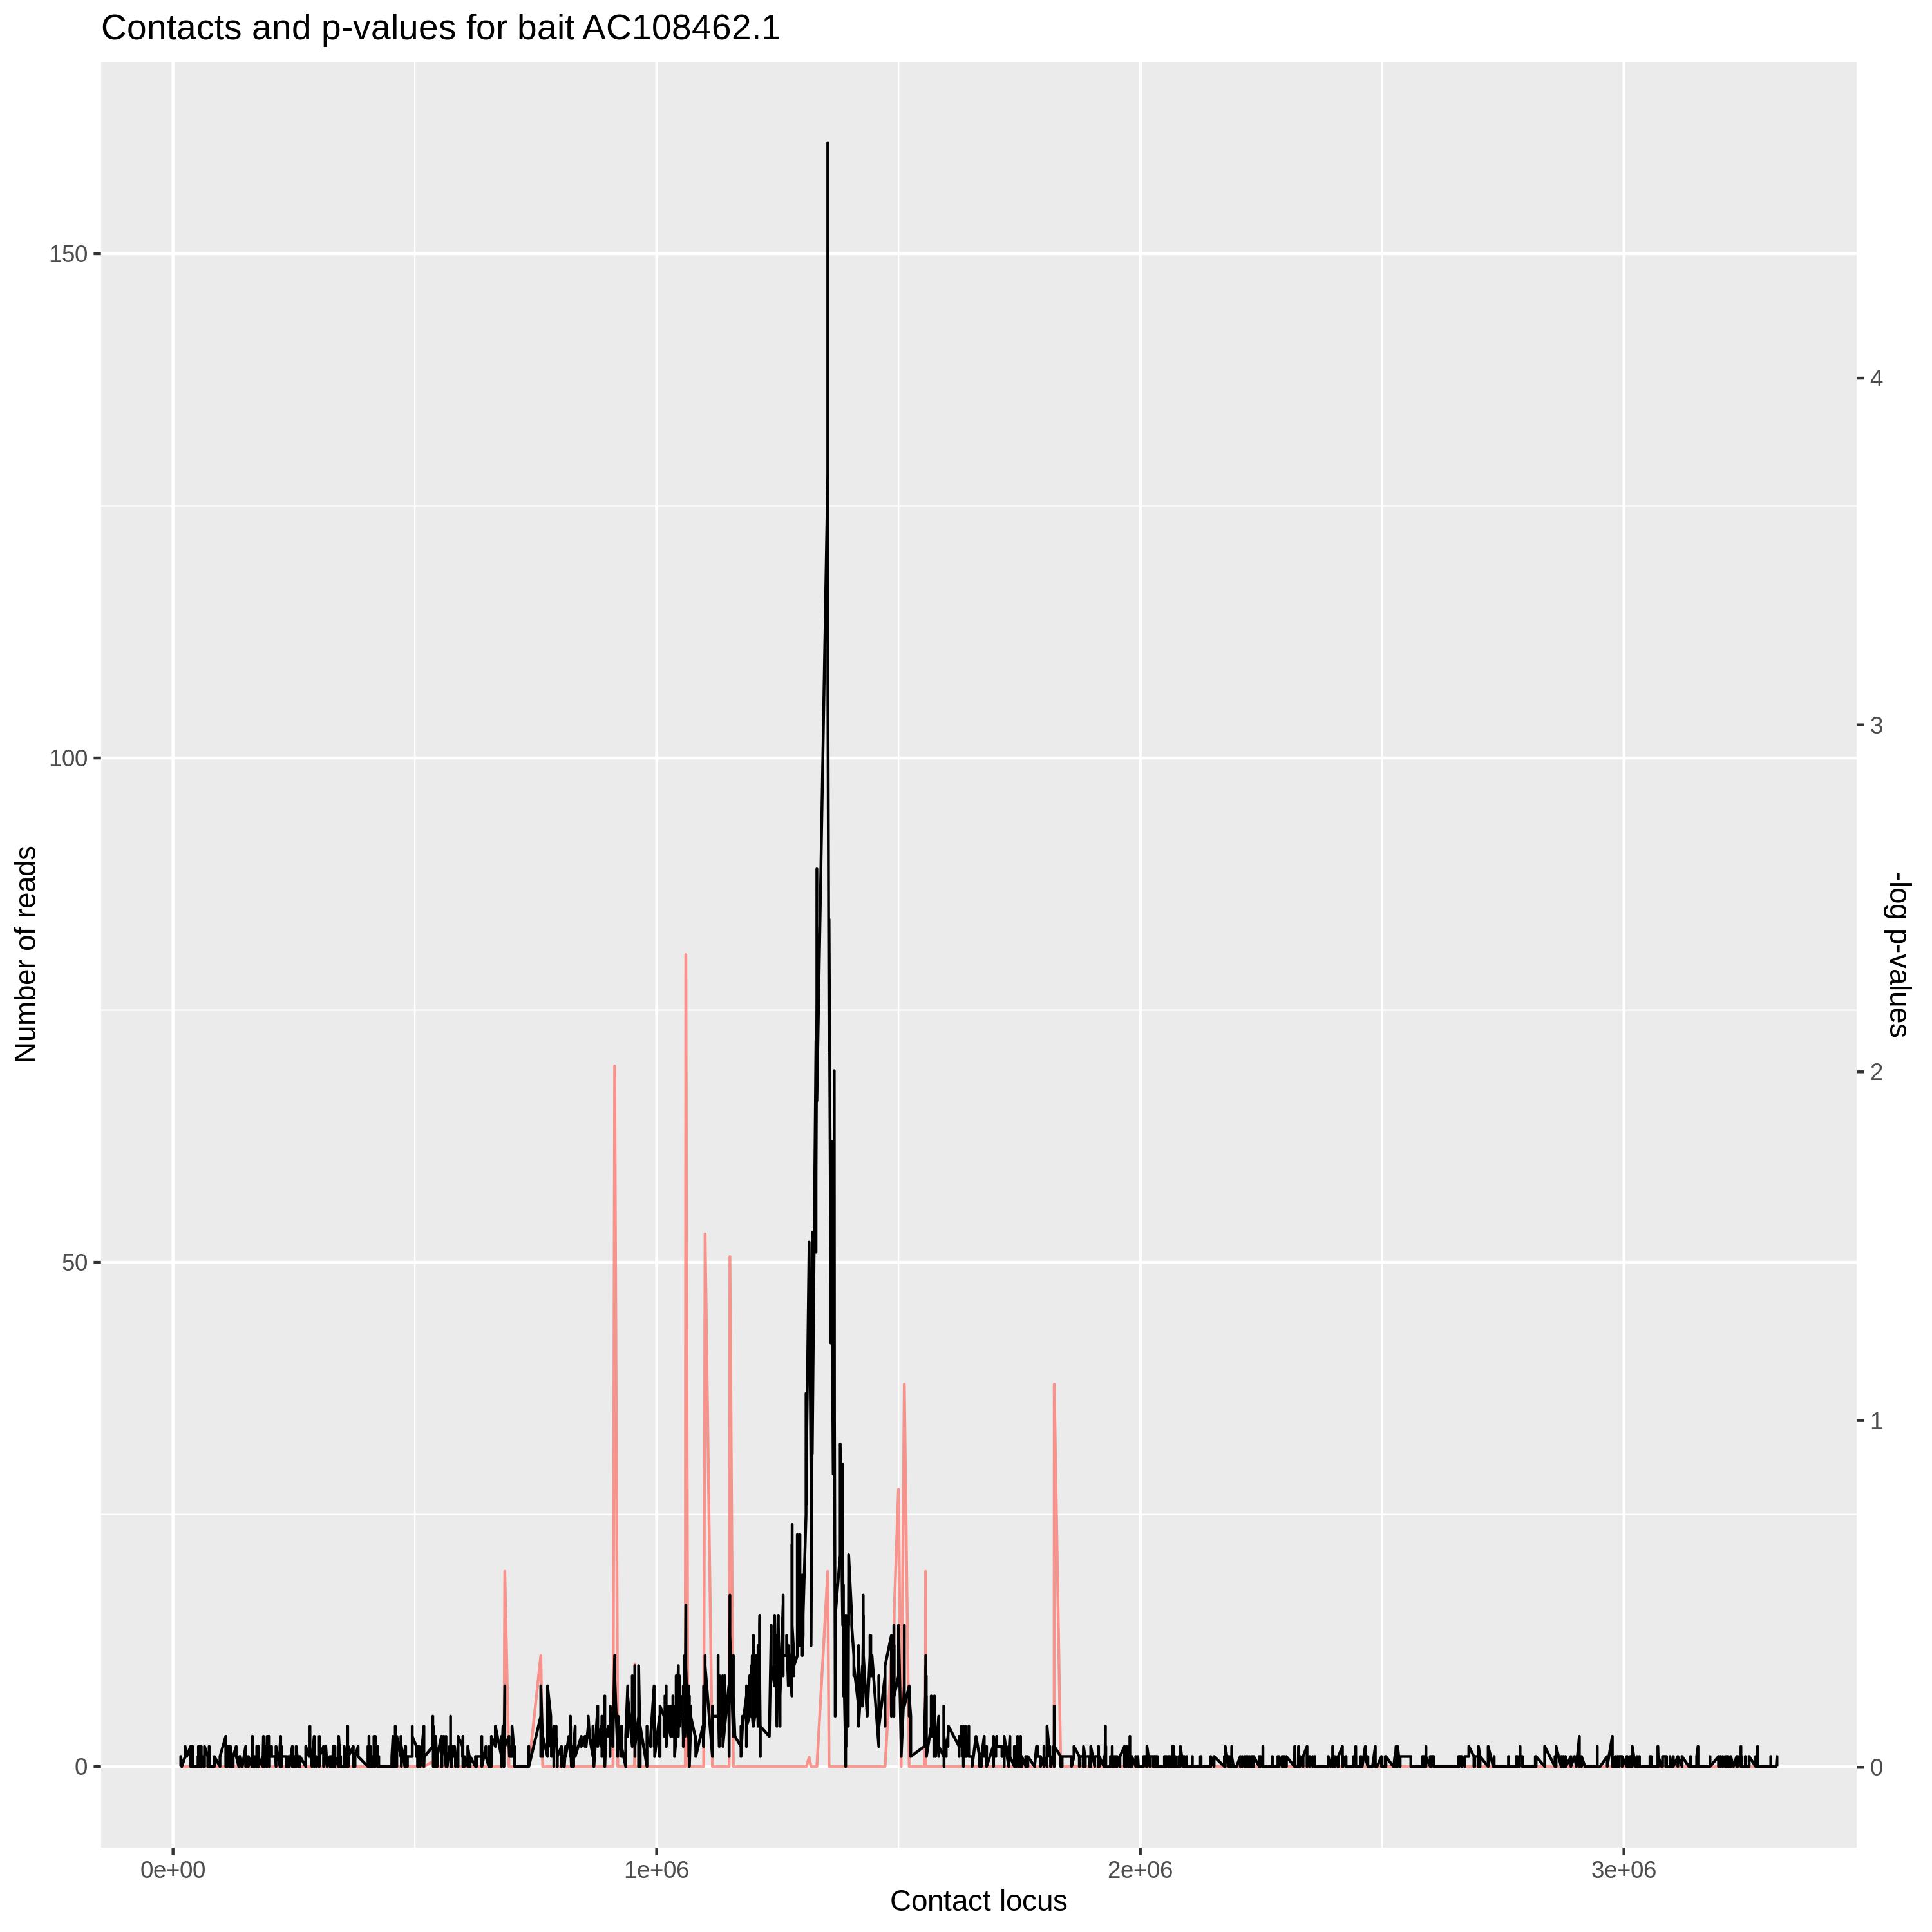 Contacts and p-values for bait AC108462.1
150
100
50
0
Number of reads
4
3
2
1
0
-log p-values
0e+00
1e+06
2e+06
3e+06
Contact locus